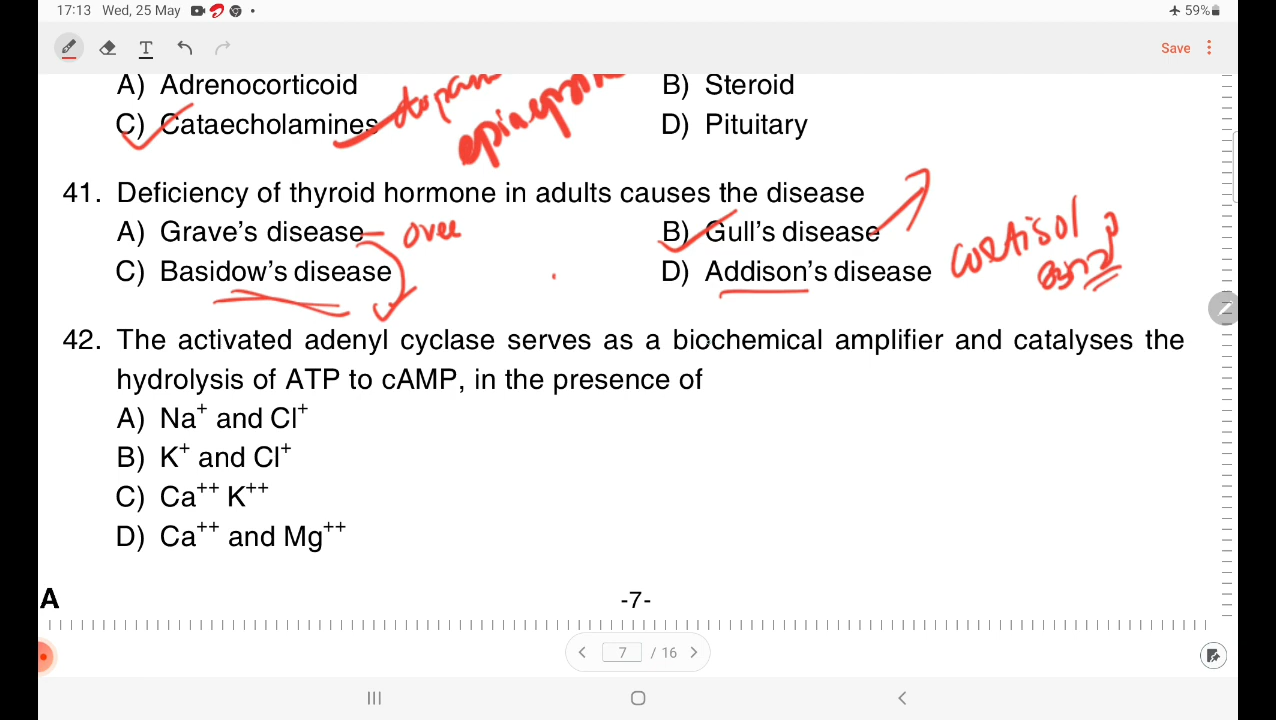 17:13 Wed, 25 May 59%
T Save
A) Adrenocorticoid B) Steroid
C) Cataecholamines D) Pituitary
41. Deficiency of thyroid hormone in adults causes the disease
A) Grave's disease over B) Gull's disease
cortisol
C) Basidow's disease D) Addison's disease
42. The activated adenyl cyclase serves as a biochemical amplifier and catalyses the
hydrolysis of ATP to cAMP, in the presence of
A) Na⁺ and Cl⁺
B) K⁺ and Cl⁺
C) Ca⁺⁺ K⁺⁺
D) Ca⁺⁺ and Mg⁺⁺
A -7-
7 / 16